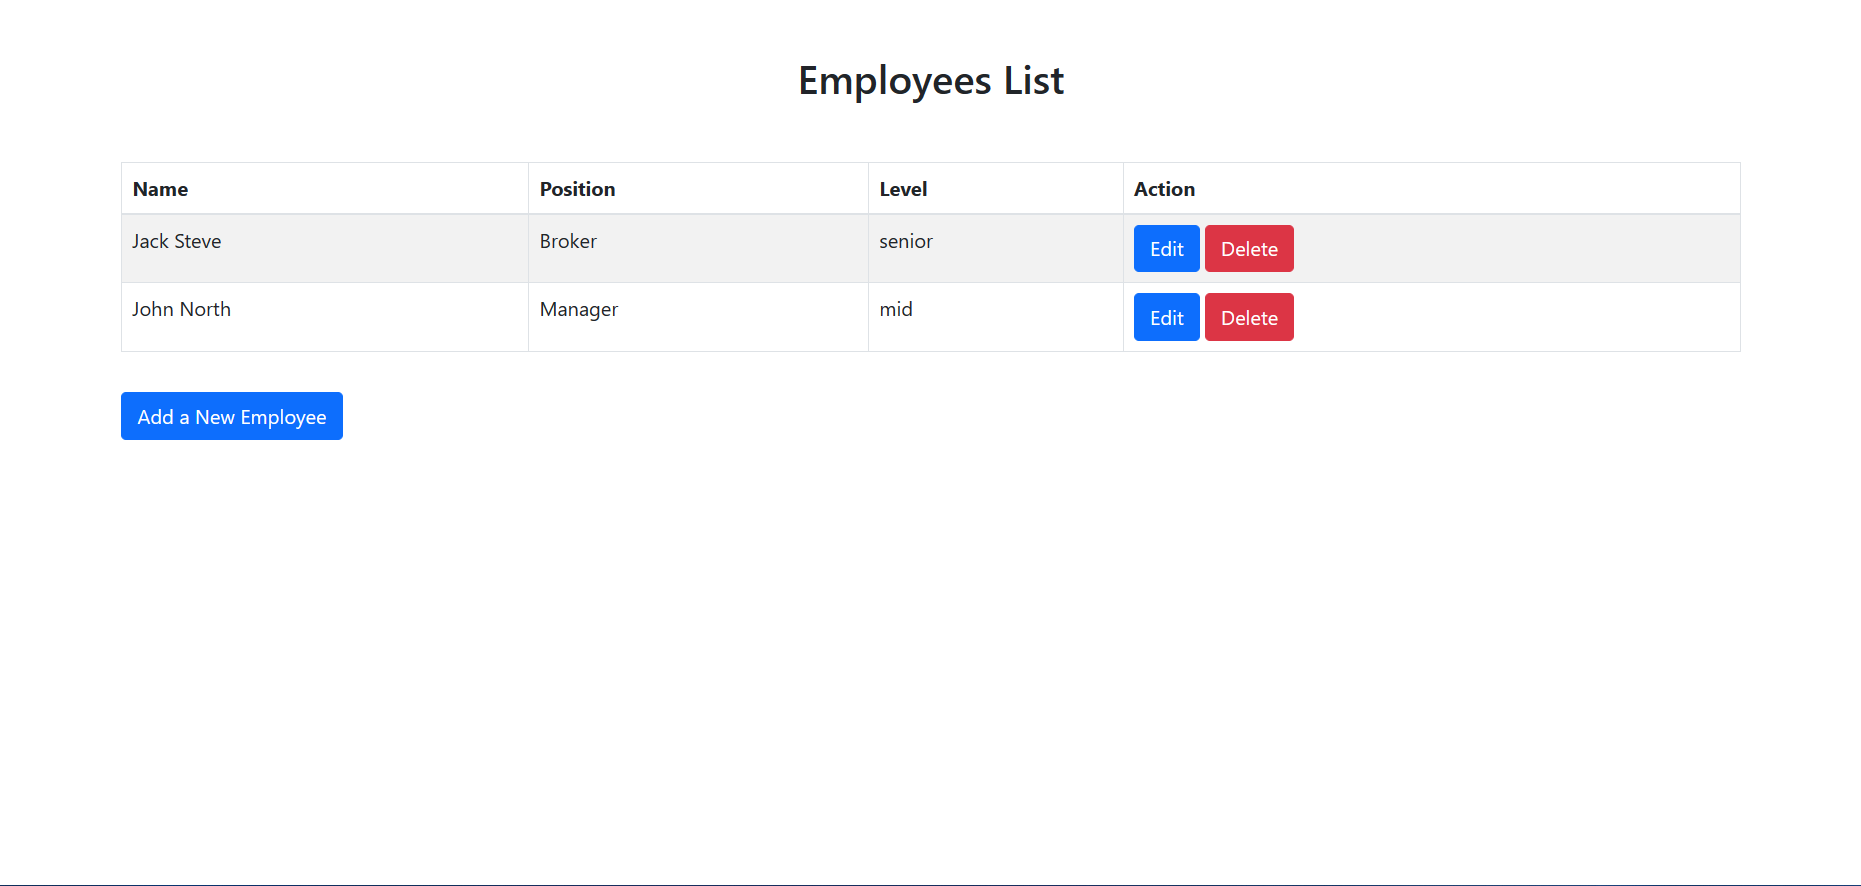 Employees List
Name Position Level Action
Jack Steve Broker senior Edit Delete
John North Manager mid Edit Delete
Add a New Employee